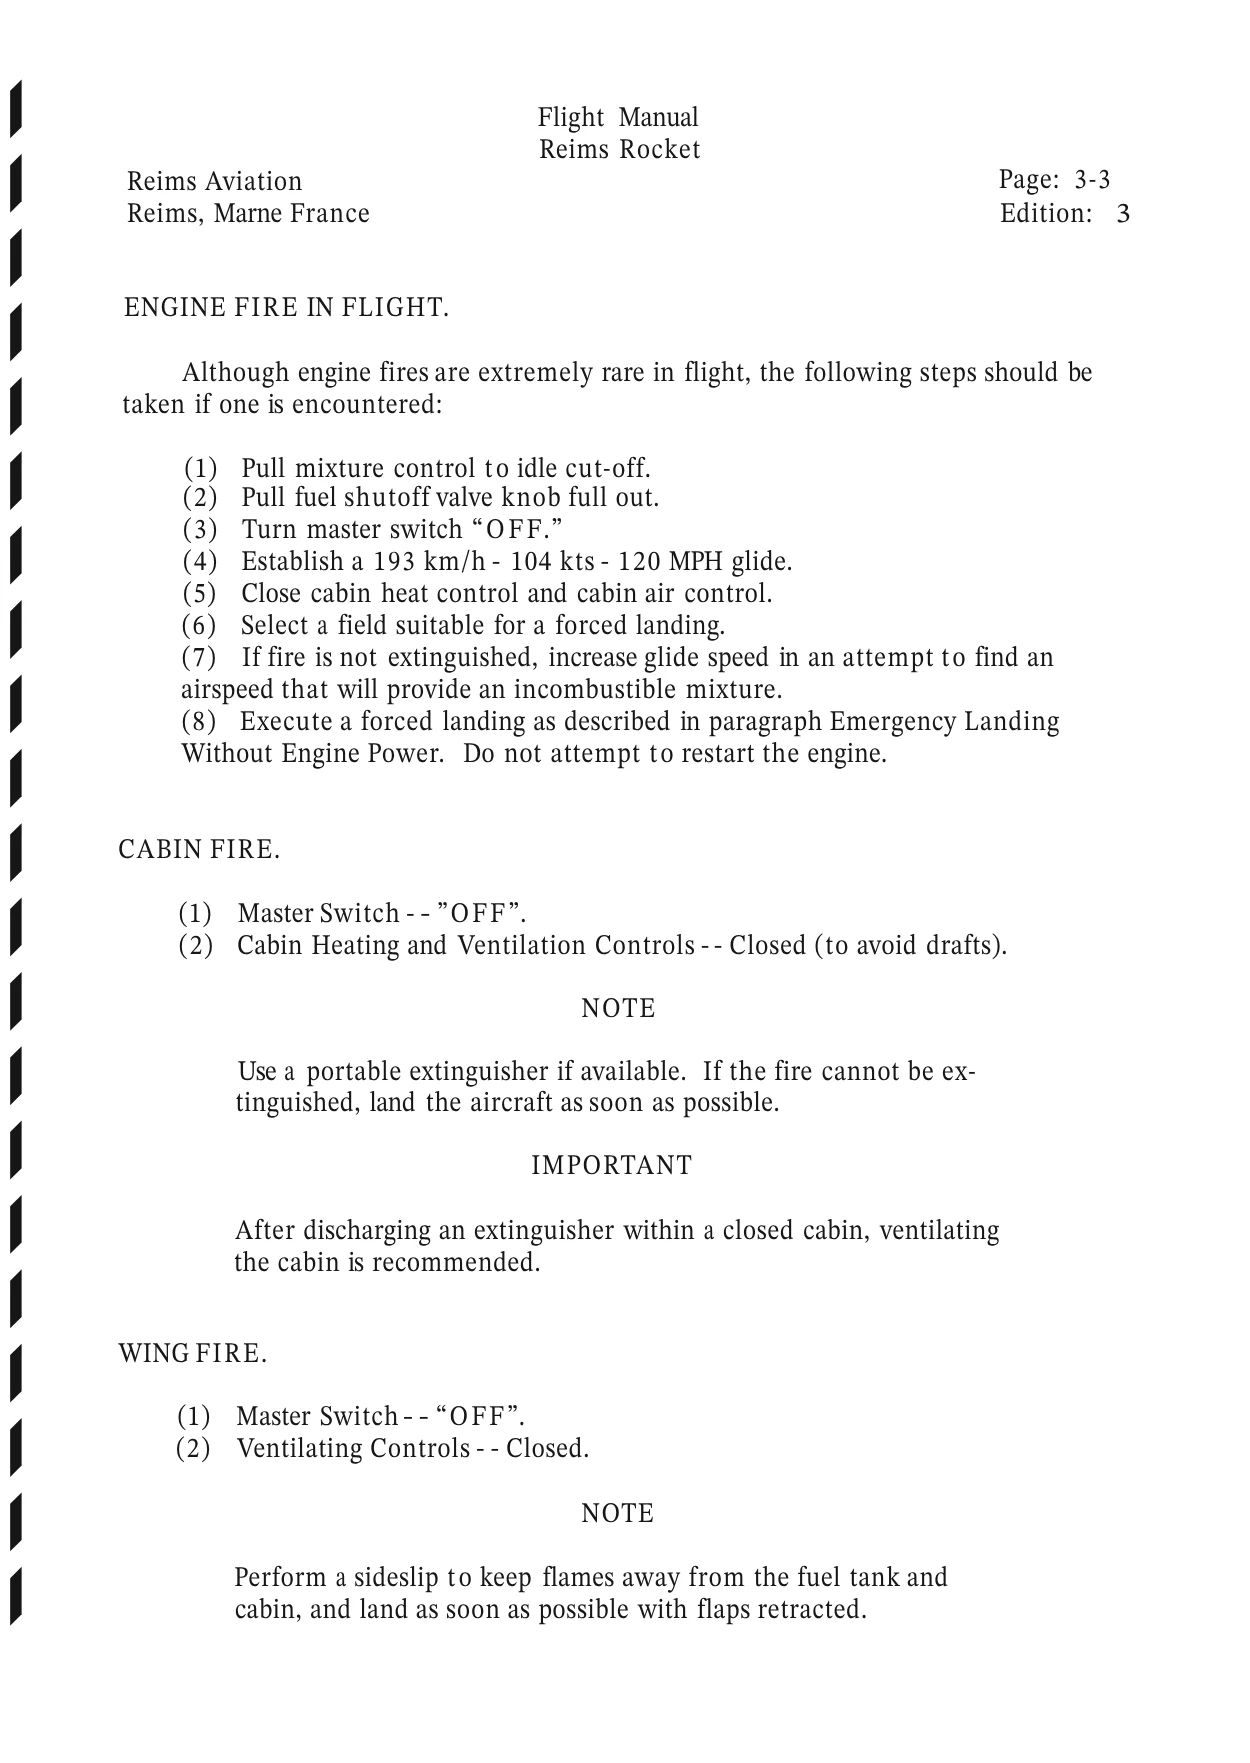 Flight Manual
Reims Rocket
Reims Aviation
Page: 3-3
Reims, Marne France
Edition: 3
ENGINE FIRE IN FLIGHT.
Although engine fires are extremely rare in flight, the following steps should be
taken if one is encountered:
(1) Pull mixture control to idle cut-off.
(2) Pull fuel shutoff valve knob full out.
(3) Turn master switch “OFF.”
(4) Establish a 193 km/h - 104 kts - 120 MPH glide.
(5) Close cabin heat control and cabin air control.
(6) Select a field suitable for a forced landing.
(7) If fire is not extinguished, increase glide speed in an attempt to find an
airspeed that will provide an incombustible mixture.
(8) Execute a forced landing as described in paragraph Emergency Landing
Without Engine Power. Do not attempt to restart the engine.
CABIN FIRE.
(1) Master Switch - - ”OFF”.
(2) Cabin Heating and Ventilation Controls - - Closed (to avoid drafts).
NOTE
Use a portable extinguisher if available. If the fire cannot be ex-
tinguished, land the aircraft as soon as possible.
IMPORTANT
After discharging an extinguisher within a closed cabin, ventilating
the cabin is recommended.
WING FIRE.
(1) Master Switch - - “OFF”.
(2) Ventilating Controls - - Closed.
NOTE
Perform a sideslip to keep flames away from the fuel tank and
cabin, and land as soon as possible with flaps retracted.